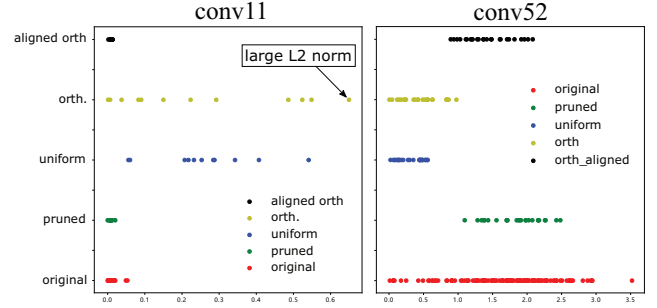 conv11
conv52
aligned orth
large L2 norm
orth.
uniform
pruned
original
aligned orth
orth.
uniform
pruned
original
0.0 0.1 0.2 0.3 0.4 0.5 0.6
original
pruned
uniform
orth
orth_aligned
0.0 0.5 1.0 1.5 2.0 2.5 3.0 3.5